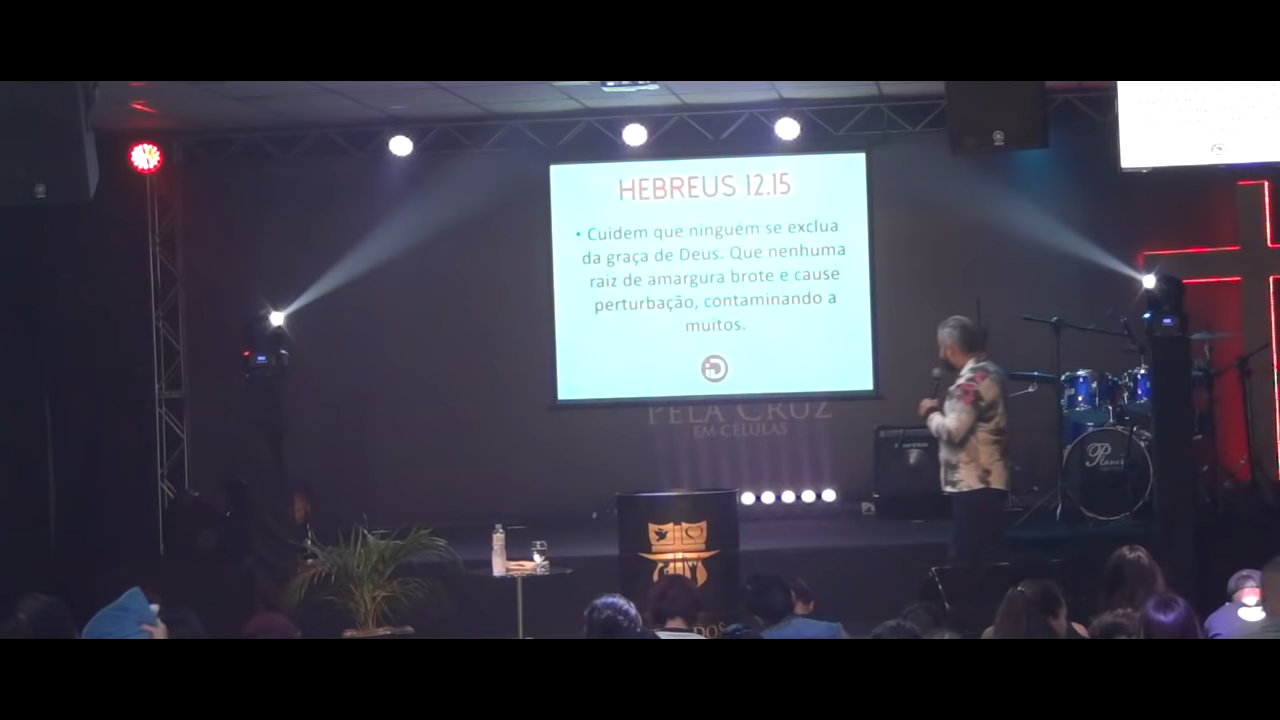 HEBREUS 12.15
• Cuidem que ninguém se exclua
da graça de Deus. Que nenhuma
raiz de amargura brote e cause
perturbação, contaminando a
muitos.
PELA CRUZ
EM CÉLULAS